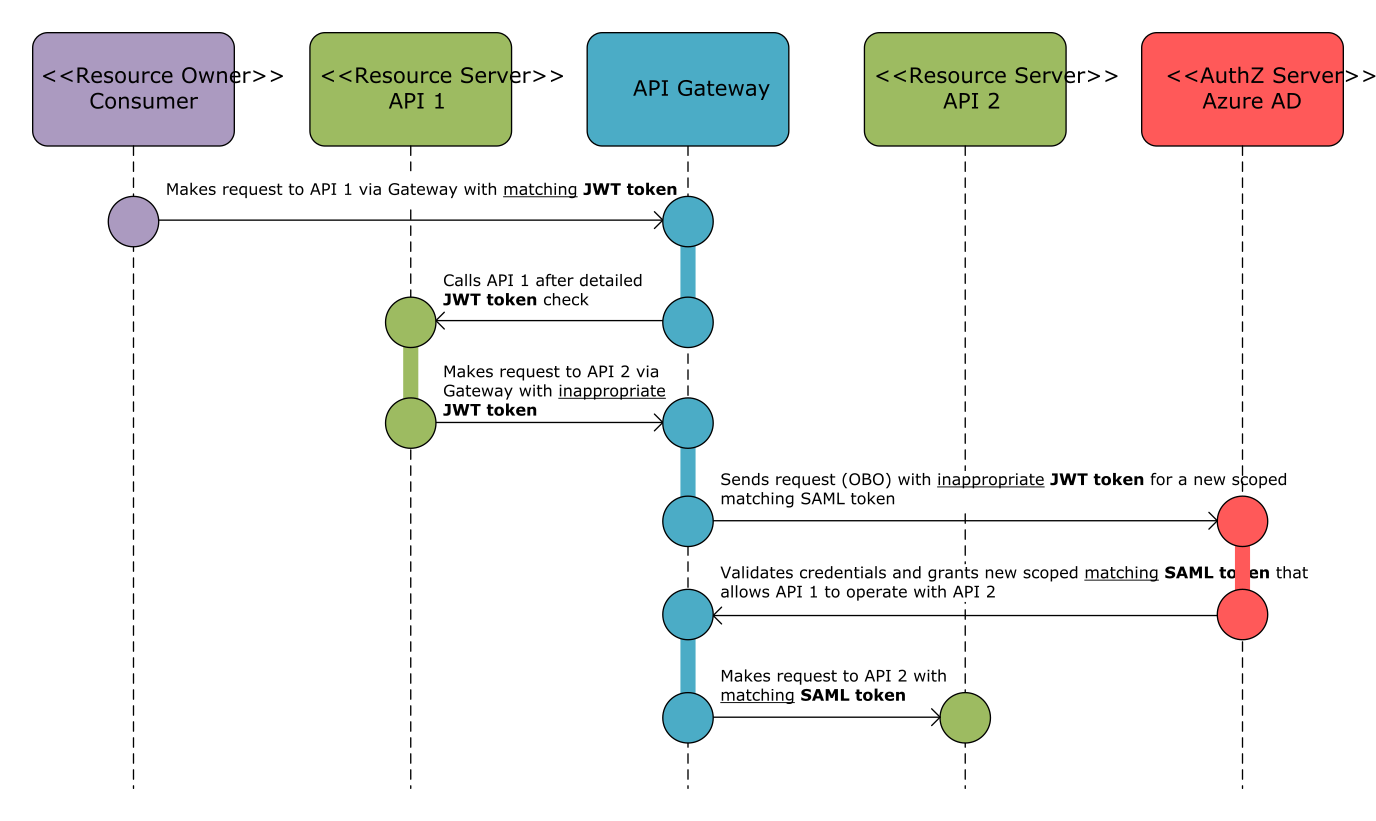 <<Resource Owner>>
Consumer
<<Resource Server>>
API 1
API Gateway
<<Resource Server>>
API 2
<<AuthZ Server>>
Azure AD
Makes request to API 1 via Gateway with matching JWT token
Calls API 1 after detailed
JWT token check
Makes request to API 2 via
Gateway with inappropriate
JWT token
Sends request (OBO) with inappropriate JWT token for a new scoped
matching SAML token
Validates credentials and grants new scoped matching SAML token that
allows API 1 to operate with API 2
Makes request to API 2 with
matching SAML token